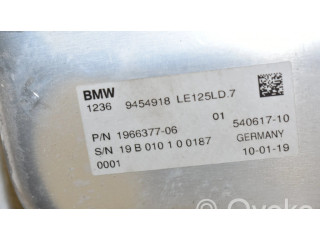 BMW
1236 9454918 LE125LD.7
01 540617-10
P/N 1966377-06
S/N 19 B 010 1 0 0187 GERMANY
0001 10-01-19